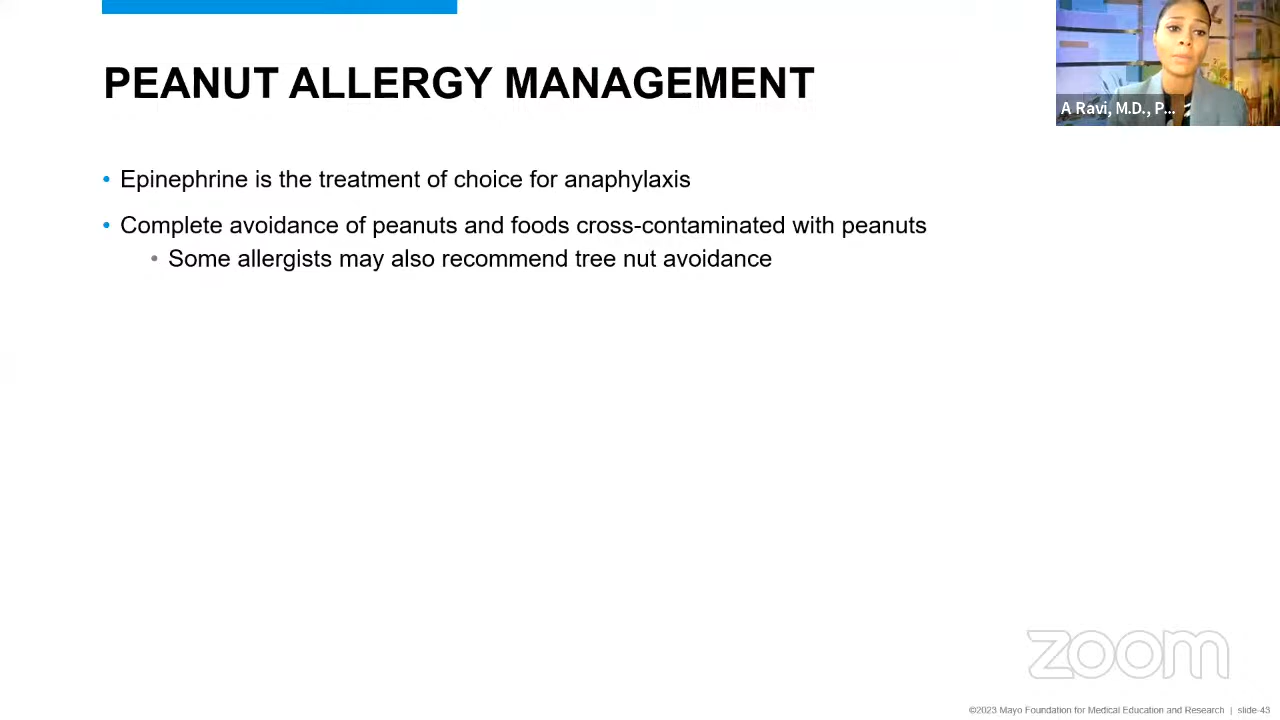 PEANUT ALLERGY MANAGEMENT
A Ravi, M.D., P...
• Epinephrine is the treatment of choice for anaphylaxis
• Complete avoidance of peanuts and foods cross-contaminated with peanuts
• Some allergists may also recommend tree nut avoidance
zoom
©2023 Mayo Foundation for Medical Education and Research | slide-43